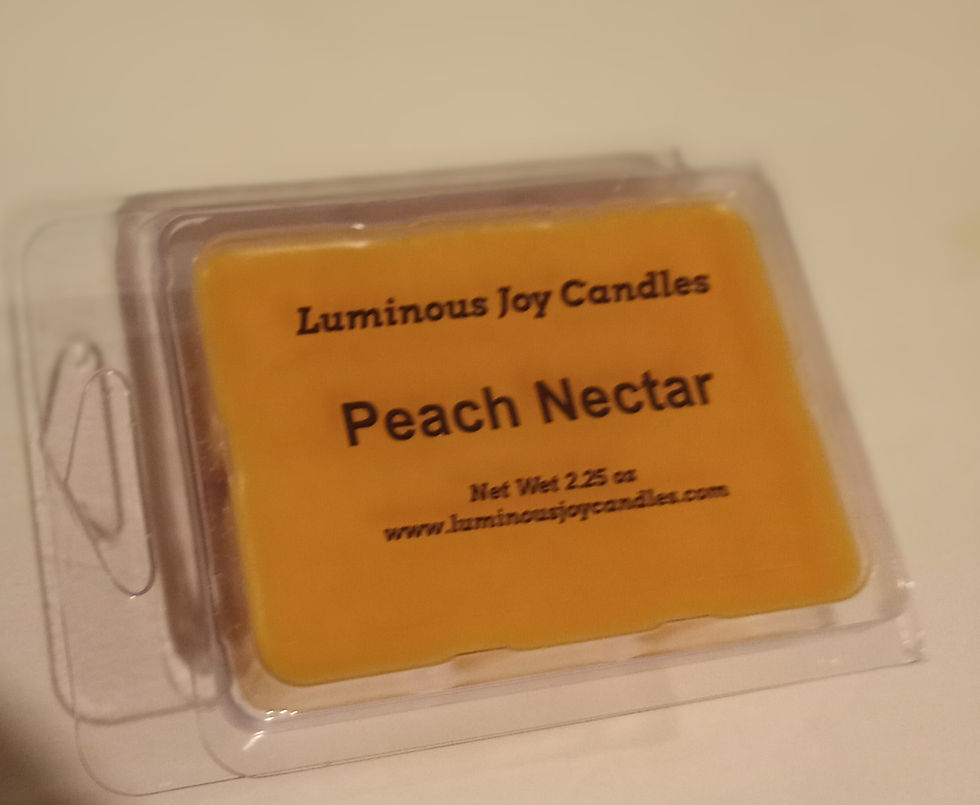 Luminous Joy Candles
Peach Nectar
Net Wet 2.25 oz
www.luminousjoycandles.com